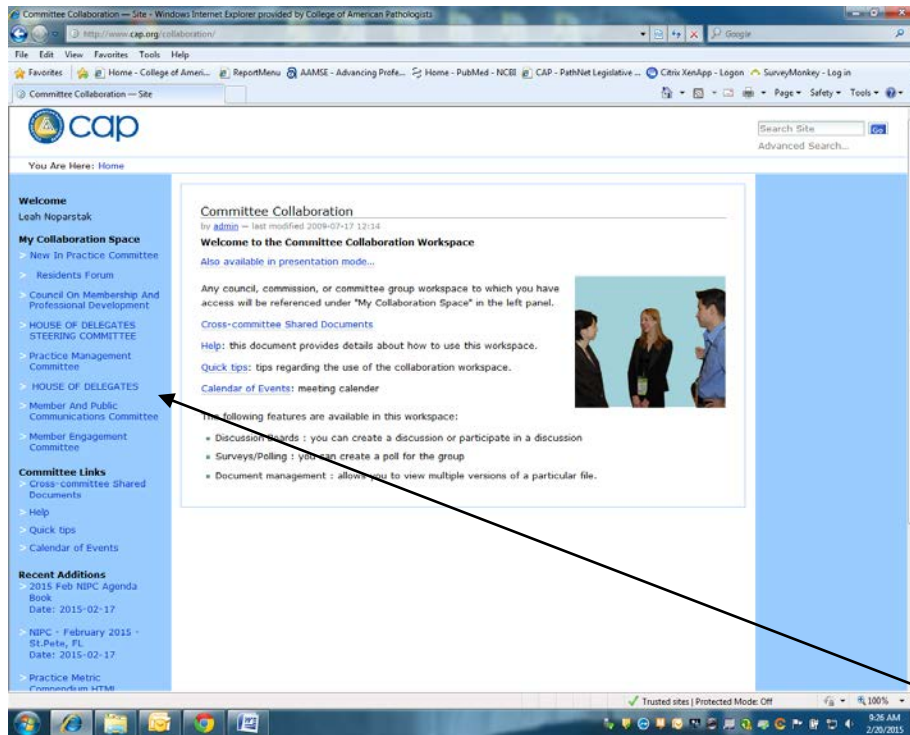 Committee Collaboration — Site - Windows Internet Explorer provided by College of American Pathologists
http://www.cap.org/collaboration/
Google
File Edit View Favorites Tools Help
Favorites Home - College of Ameri... ReportMenu AAMSE - Advancing Profe... Home - PubMed - NCBI CAP - PathNet Legislative ... Citrix XenApp - Logon SurveyMonkey - Log in
Committee Collaboration — Site
Page Safety Tools
cap
Search Site Go
Advanced Search...
You Are Here: Home
Welcome
Leah Noparstak
My Collaboration Space
> New In Practice Committee
> Residents Forum
> Council On Membership And
Professional Development
> HOUSE OF DELEGATES
STEERING COMMITTEE
> Practice Management
Committee
> HOUSE OF DELEGATES
> Member And Public
Communications Committee
> Member Engagement
Committee
Committee Links
> Cross-committee Shared
Documents
> Help
> Quick tips
> Calendar of Events
Recent Additions
> 2015 Feb NIPC Agenda
Book
Date: 2015-02-17
> NIPC - February 2015 -
St.Pete, FL
Date: 2015-02-17
> Practice Metric
Compendium HTML
Committee Collaboration
by admin — last modified 2009-07-17 12:14
Welcome to the Committee Collaboration Workspace
Also available in presentation mode...
Any council, commission, or committee group workspace to which you have
access will be referenced under "My Collaboration Space" in the left panel.
Cross-committee Shared Documents
Help: this document provides details about how to use this workspace.
Quick tips: tips regarding the use of the collaboration workspace.
Calendar of Events: meeting calender
The following features are available in this workspace:
Discussion Boards : you can create a discussion or participate in a discussion
Surveys/Polling : you can create a poll for the group
Document management : allows you to view multiple versions of a particular file.
Trusted sites | Protected Mode: Off 100%
9:26 AM
2/20/2015